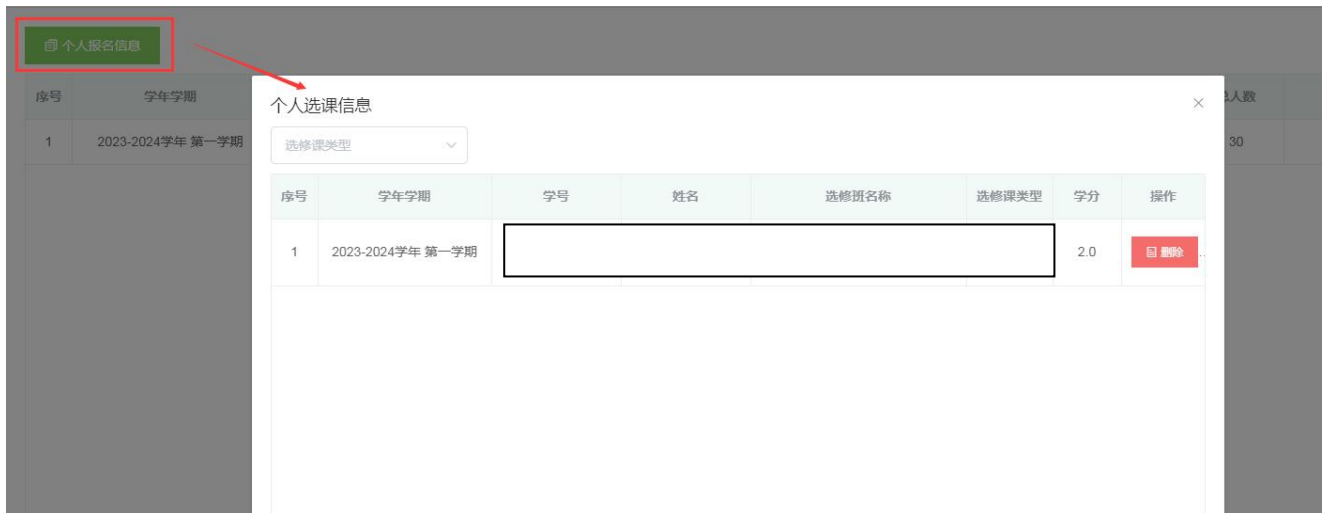 个人报名信息
序号 学年学期 总人数
1 2023-2024学年 第一学期 30
个人选课信息
选修课类型
序号 学年学期 学号 姓名 选修班名称 选修课类型 学分 操作
1 2023-2024学年 第一学期 2.0 删除